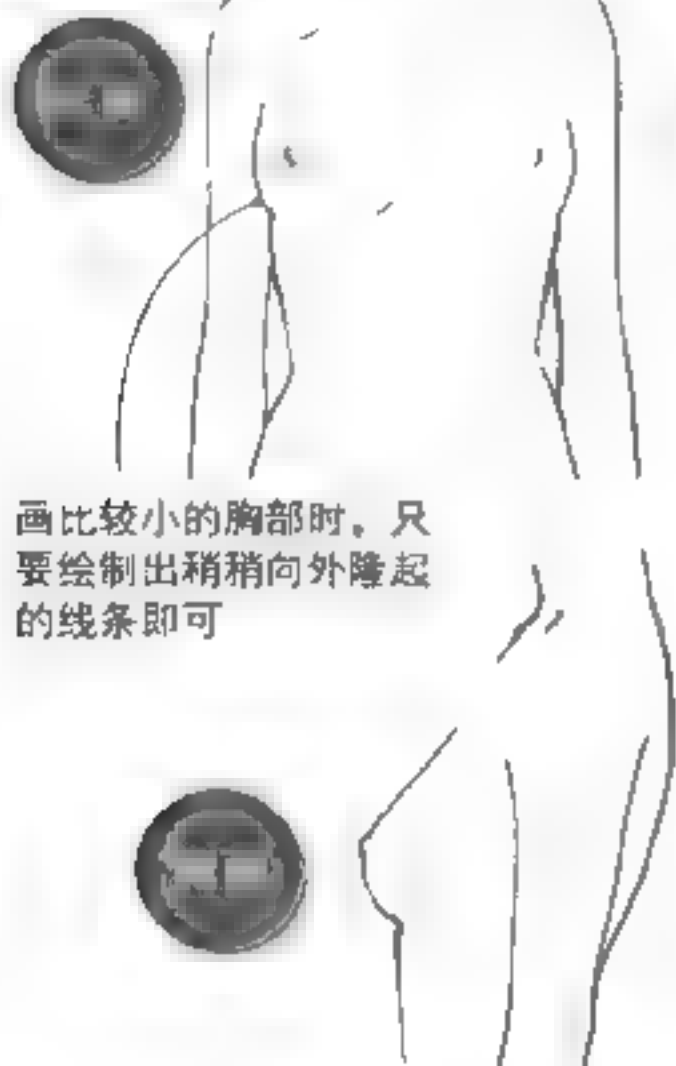 画比较小的胸部时。只
要绘制出稍稍向外隆起
的线条即可